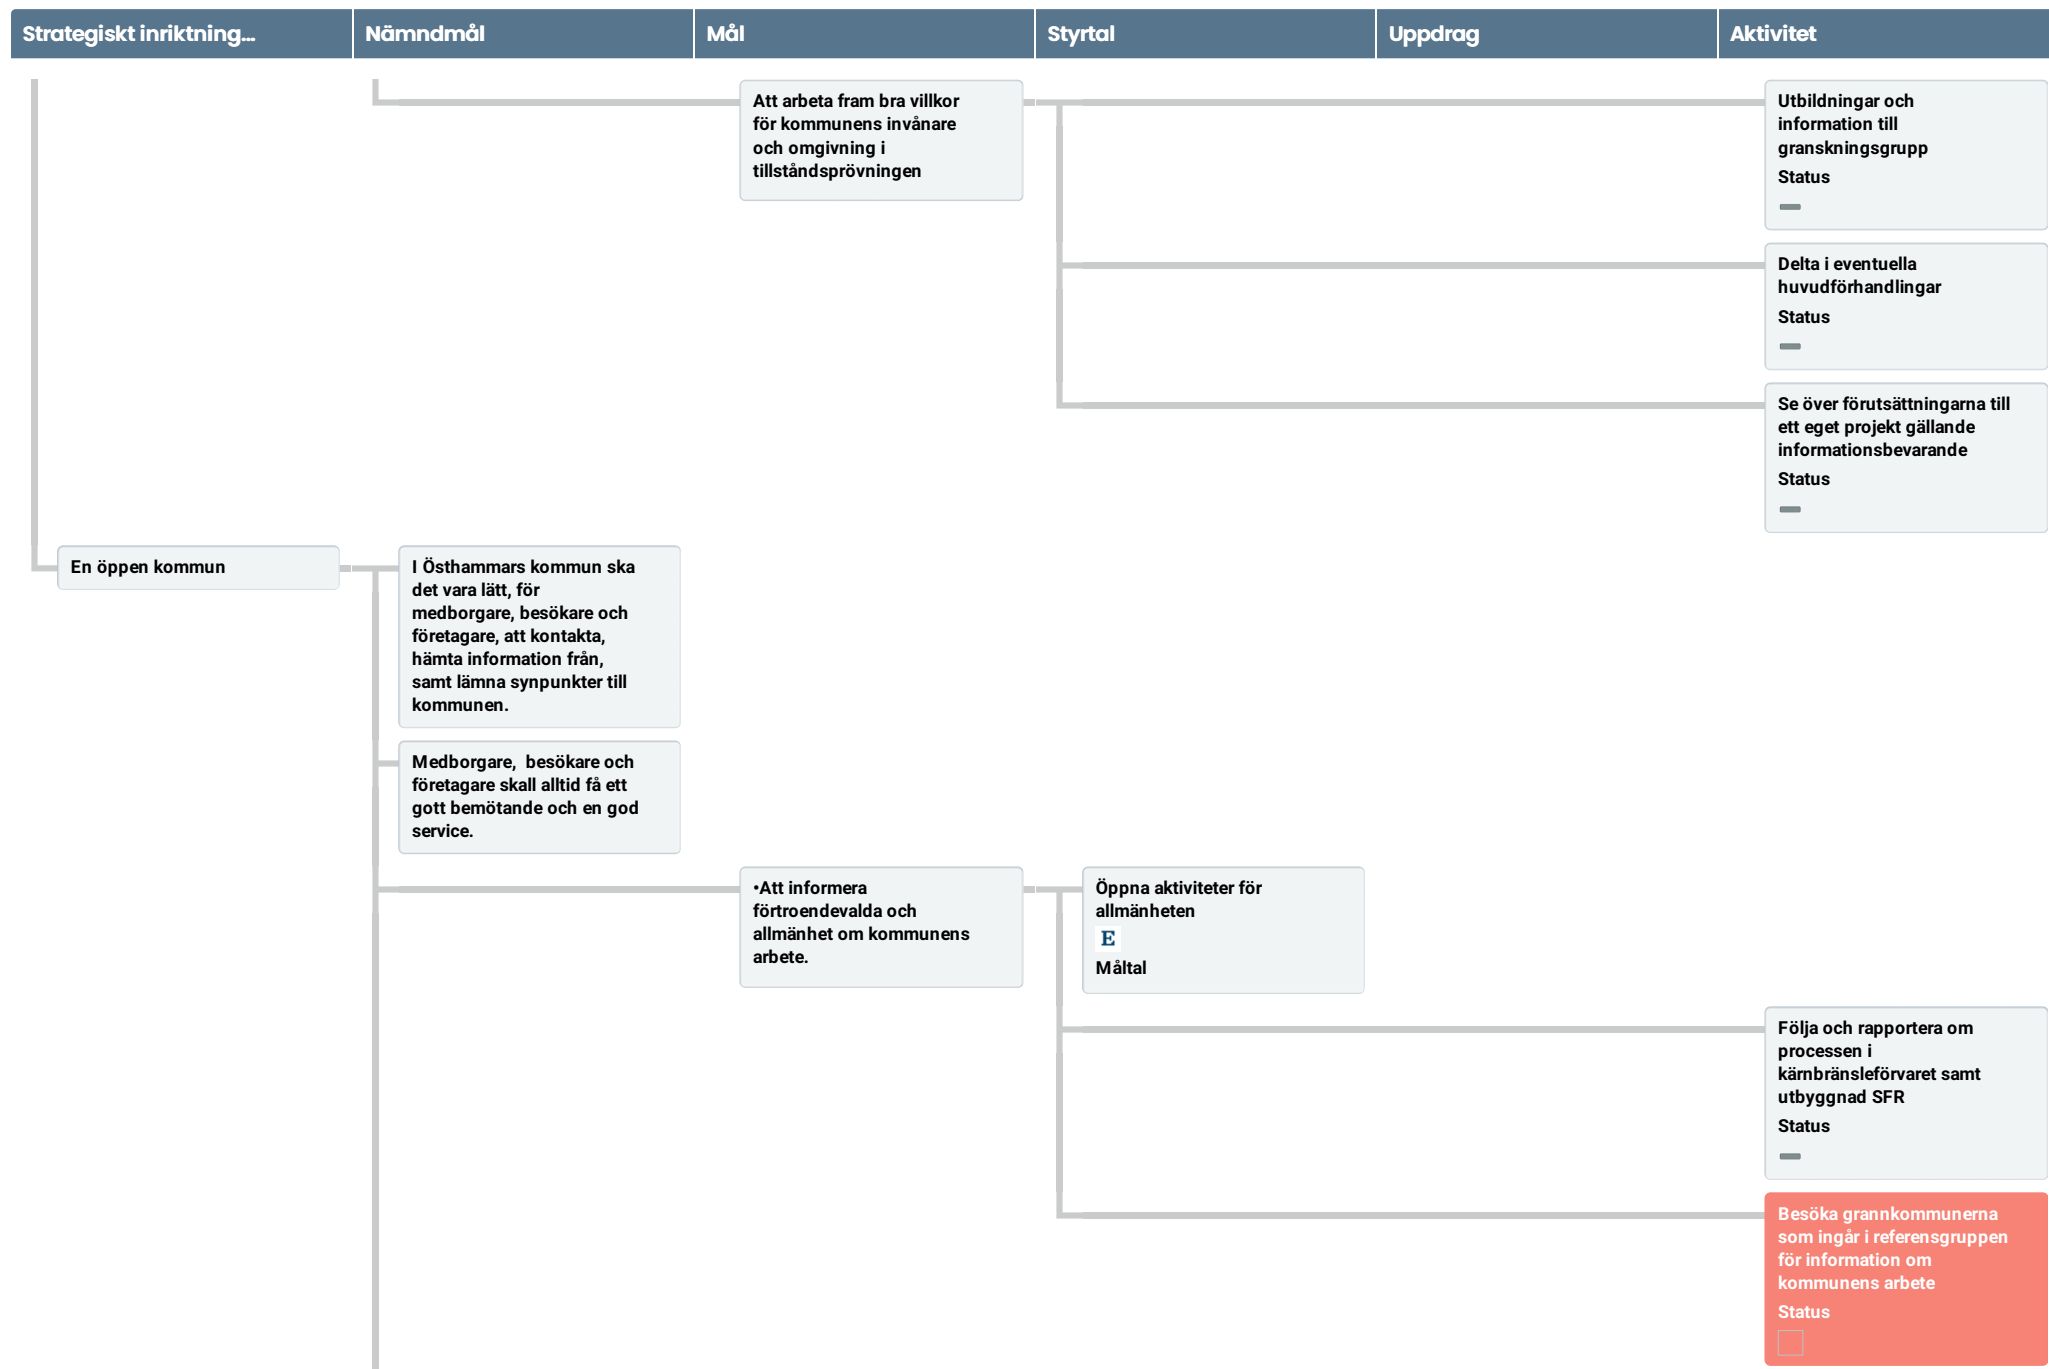 Strategiskt inriktning...
Nämndmål
Mål
Styrtal
Uppdrag
Aktivitet
Att arbeta fram bra villkor
för kommunens invånare
och omgivning i
tillståndsprövningen
Utbildningar och
information till
granskningsgrupp
Status
Delta i eventuella
huvudförhandlingar
Status
Se över förutsättningarna till
ett eget projekt gällande
informationsbevarande
Status
En öppen kommun
I Östhammars kommun ska
det vara lätt, för
medborgare, besökare och
företagare, att kontakta,
hämta information från,
samt lämna synpunkter till
kommunen.
Medborgare,  besökare och
företagare skall alltid få ett
gott bemötande och en god
service.
•Att informera
förtroendevalda och
allmänhet om kommunens
arbete.
Öppna aktiviteter för
allmänheten
E
Måltal
Följa och rapportera om
processen i
kärnbränsleförvaret samt
utbyggnad SFR
Status
Besöka grannkommunerna
som ingår i referensgruppen
för information om
kommunens arbete
Status